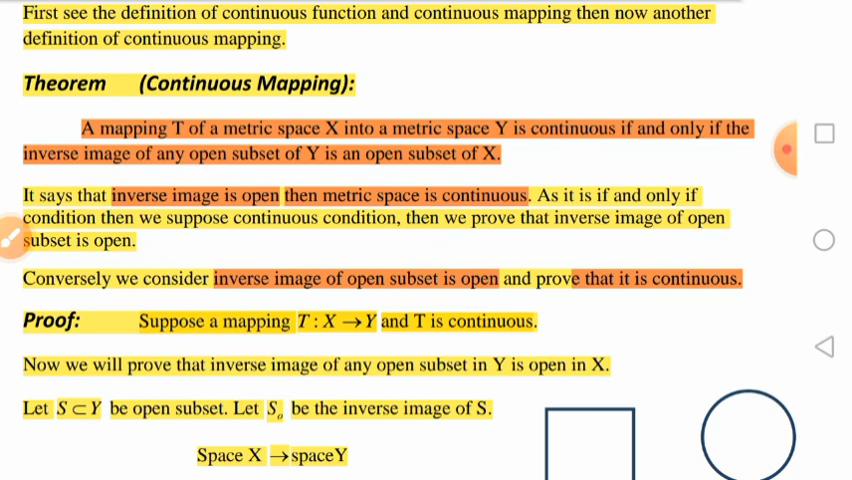 First see the definition of continuous function and continuous mapping then now another
definition of continuous mapping.
Theorem (Continuous Mapping):
A mapping T of a metric space X into a metric space Y is continuous if and only if the
inverse image of any open subset of Y is an open subset of X.
It says that inverse image is open then metric space is continuous. As it is if and only if
condition then we suppose continuous condition, then we prove that inverse image of open
subset is open.
Conversely we consider inverse image of open subset is open and prove that it is continuous.
Proof: Suppose a mapping T : X → Y and T is continuous.
Now we will prove that inverse image of any open subset in Y is open in X.
Let S ⊂ Y be open subset. Let Sₒ be the inverse image of S.
Space X → spaceY